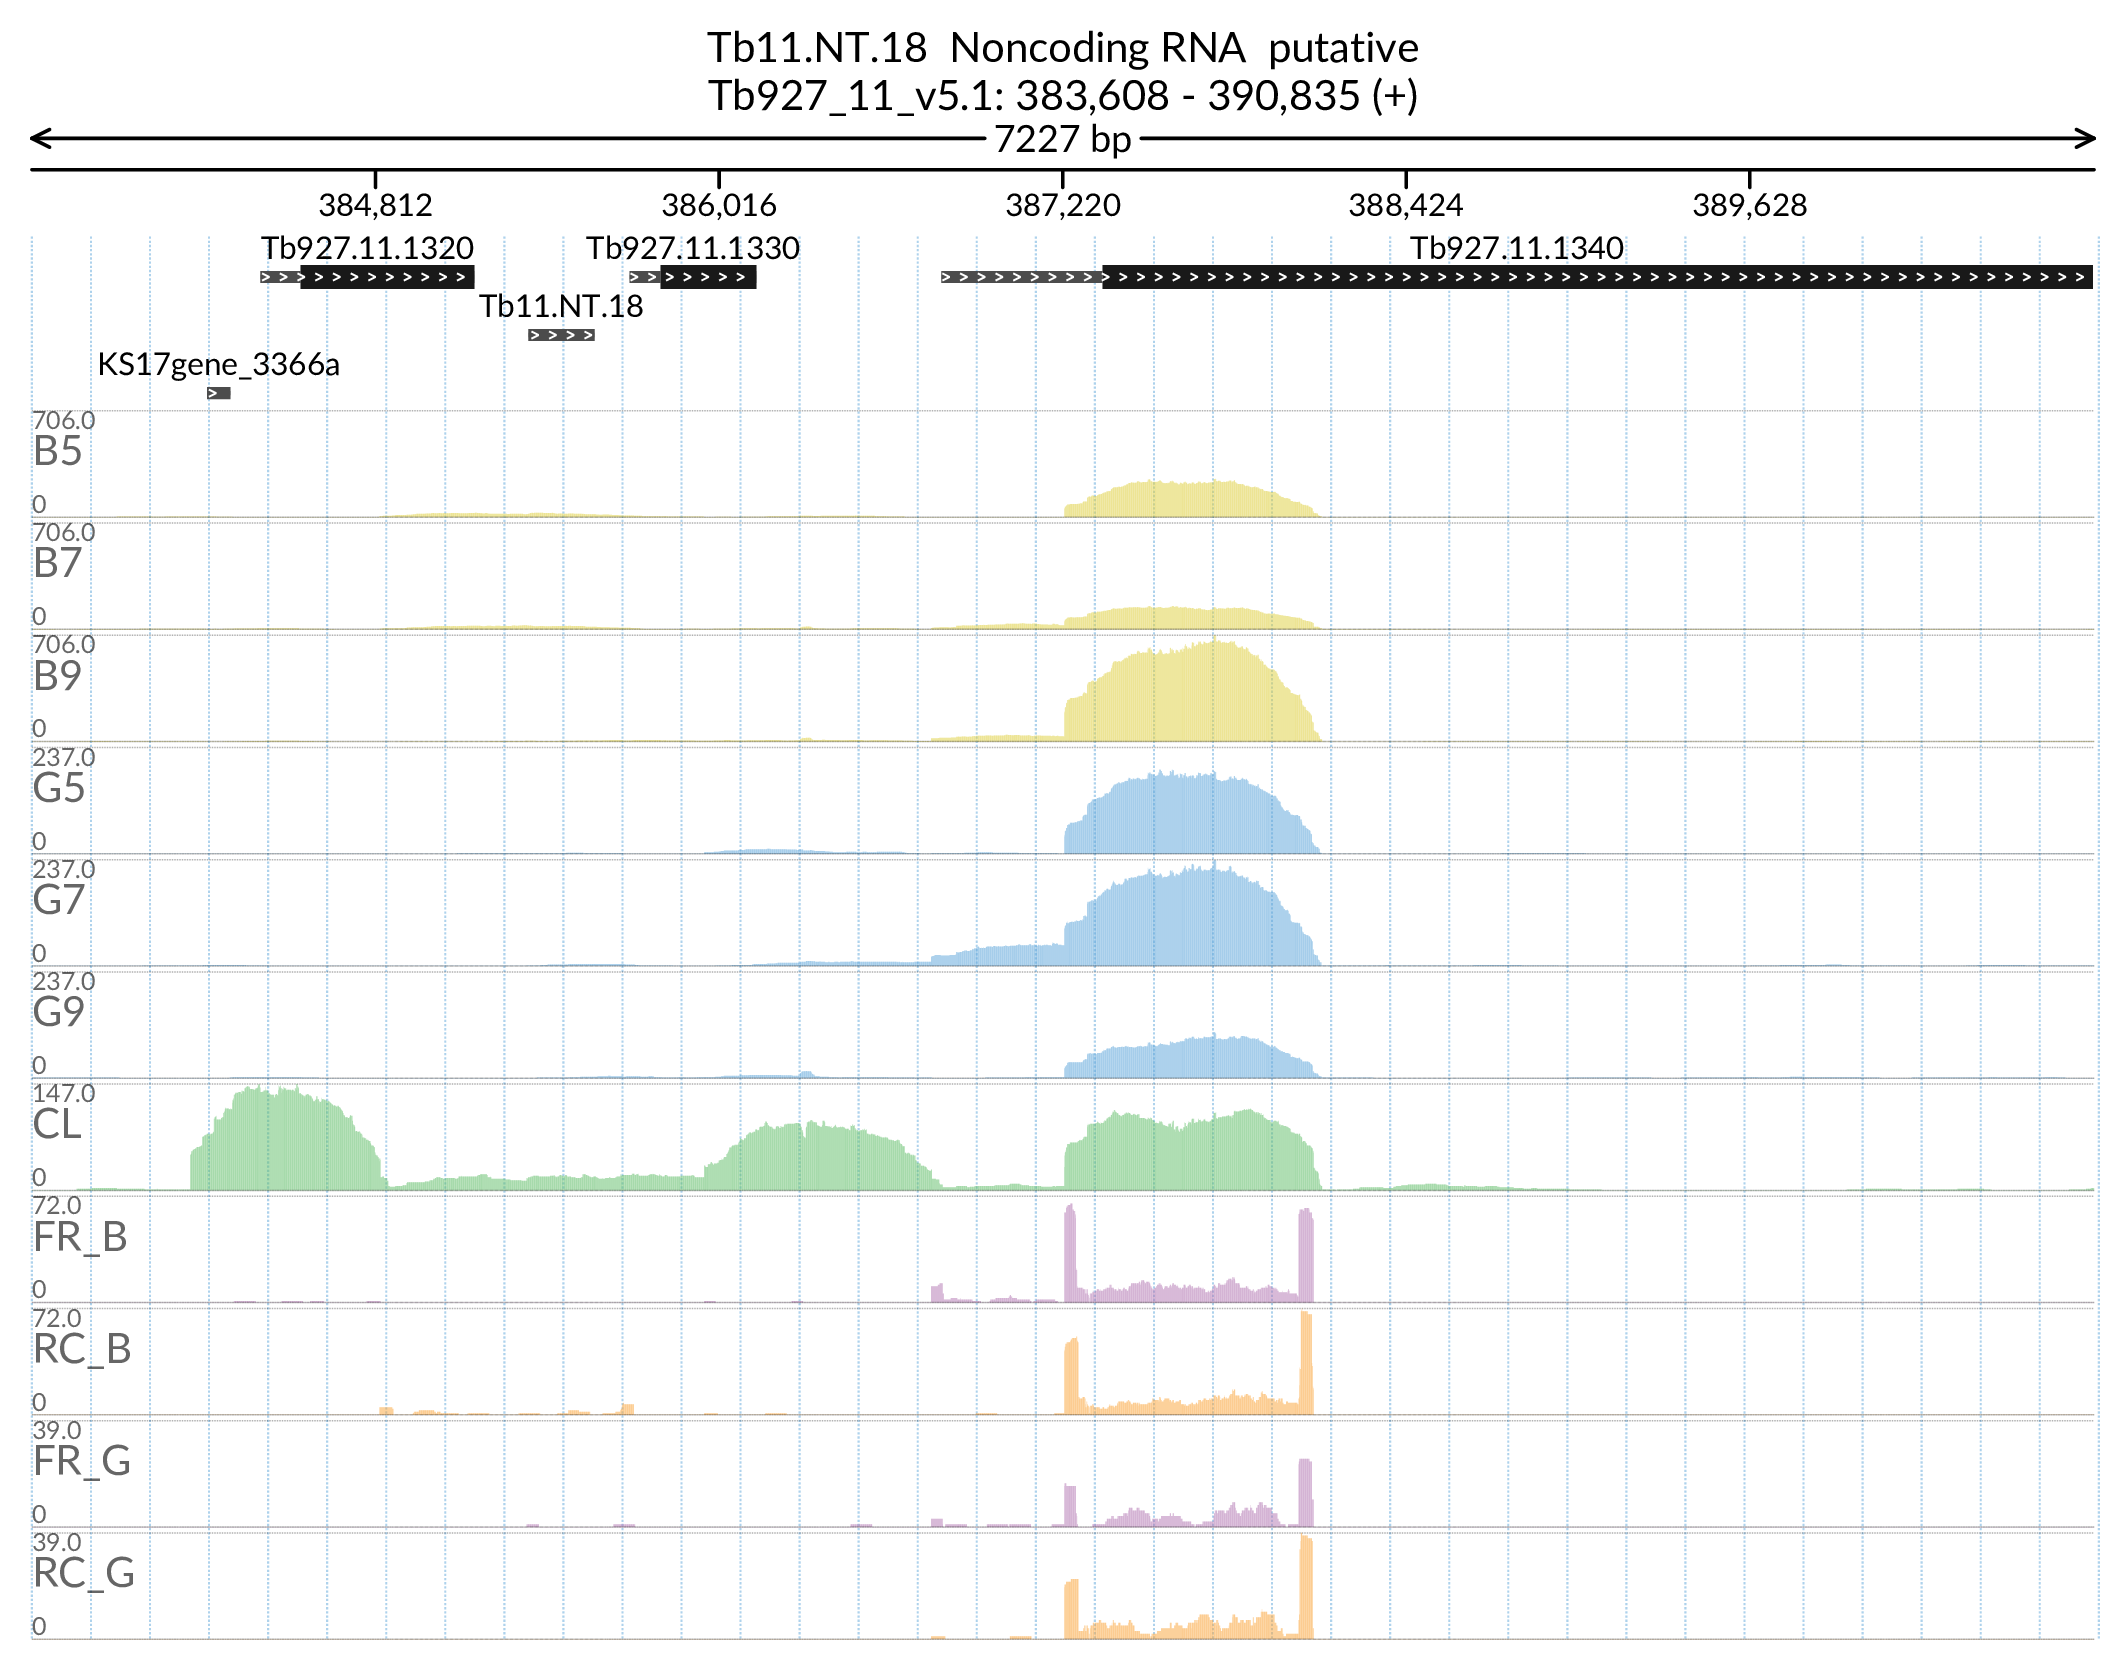 Tb11.NT.18 Noncoding RNA putative
Tb927_11_v5.1: 383,608 - 390,835 (+)
7227 bp
384,812 386,016 387,220 388,424 389,628
Tb927.11.1320 Tb927.11.1330 Tb927.11.1340
Tb11.NT.18
KS17gene_3366a
706.0
B5
0
706.0
B7
0
706.0
B9
0
237.0
G5
0
237.0
G7
0
237.0
G9
0
147.0
CL
0
72.0
FR_B
0
72.0
RC_B
0
39.0
FR_G
0
39.0
RC_G
0